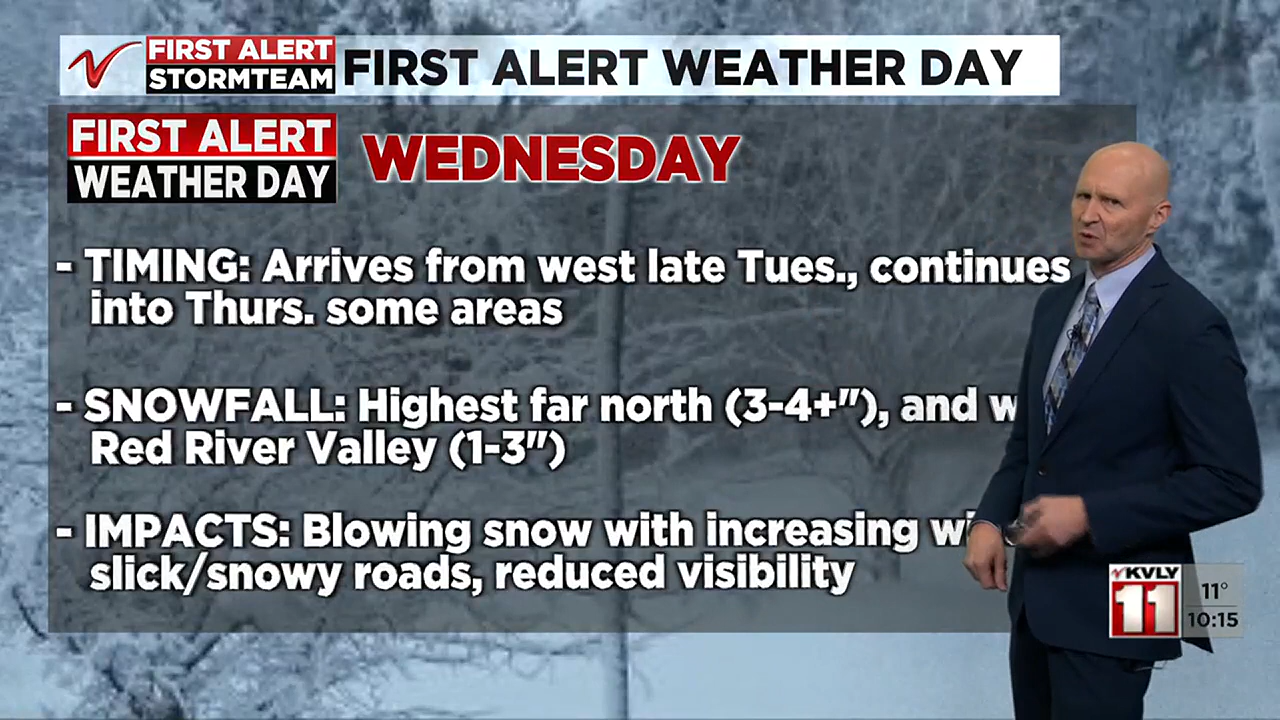 FIRST ALERT
STORMTEAM
FIRST ALERT WEATHER DAY
FIRST ALERT
WEATHER DAY
WEDNESDAY
- TIMING: Arrives from west late Tues., continues
into Thurs. some areas
- SNOWFALL: Highest far north (3-4+"), and
Red River Valley (1-3")
- IMPACTS: Blowing snow with increasing
slick/snowy roads, reduced visibility
KVLY
11
11°
10:15